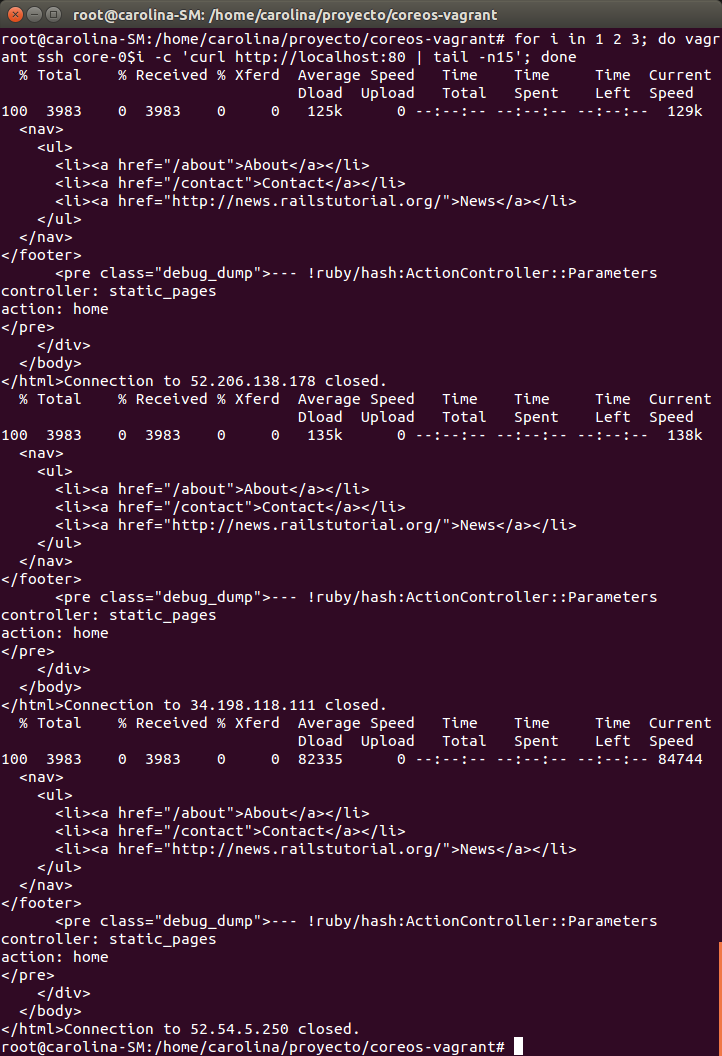 root@carolina-SM: /home/carolina/proyecto/coreos-vagrant
root@carolina-SM:/home/carolina/proyecto/coreos-vagrant# for i in 1 2 3; do vagr
ant ssh core-0$i -c 'curl http://localhost:80 | tail -n15'; done
  % Total    % Received % Xferd  Average Speed   Time    Time     Time  Current
                                 Dload  Upload   Total   Spent    Left  Speed
100  3983    0  3983    0     0   125k      0 --:--:-- --:--:-- --:--:--  129k
  <nav>
    <ul>
      <li><a href="/about">About</a></li>
      <li><a href="/contact">Contact</a></li>
      <li><a href="http://news.railstutorial.org/">News</a></li>
    </ul>
  </nav>
</footer>
      <pre class="debug_dump">--- !ruby/hash:ActionController::Parameters
controller: static_pages
action: home
</pre>
    </div>
  </body>
</html>Connection to 52.206.138.178 closed.
  % Total    % Received % Xferd  Average Speed   Time    Time     Time  Current
                                 Dload  Upload   Total   Spent    Left  Speed
100  3983    0  3983    0     0   135k      0 --:--:-- --:--:-- --:--:--  138k
  <nav>
    <ul>
      <li><a href="/about">About</a></li>
      <li><a href="/contact">Contact</a></li>
      <li><a href="http://news.railstutorial.org/">News</a></li>
    </ul>
  </nav>
</footer>
      <pre class="debug_dump">--- !ruby/hash:ActionController::Parameters
controller: static_pages
action: home
</pre>
    </div>
  </body>
</html>Connection to 34.198.118.111 closed.
  % Total    % Received % Xferd  Average Speed   Time    Time     Time  Current
                                 Dload  Upload   Total   Spent    Left  Speed
100  3983    0  3983    0     0  82335      0 --:--:-- --:--:-- --:--:-- 84744
  <nav>
    <ul>
      <li><a href="/about">About</a></li>
      <li><a href="/contact">Contact</a></li>
      <li><a href="http://news.railstutorial.org/">News</a></li>
    </ul>
  </nav>
</footer>
      <pre class="debug_dump">--- !ruby/hash:ActionController::Parameters
controller: static_pages
action: home
</pre>
    </div>
  </body>
</html>Connection to 52.54.5.250 closed.
root@carolina-SM:/home/carolina/proyecto/coreos-vagrant#